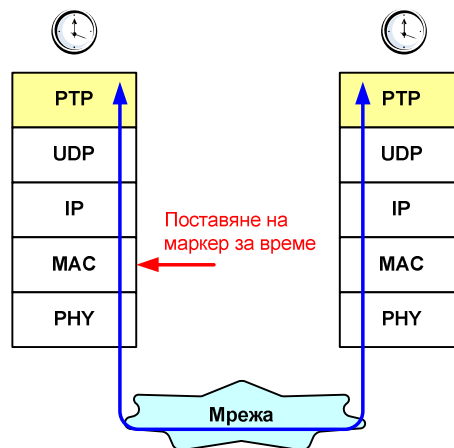 PTP
UDP
IP
MAC
PHY
Поставяне на
маркер за време
PTP
UDP
IP
MAC
PHY
Мрежа